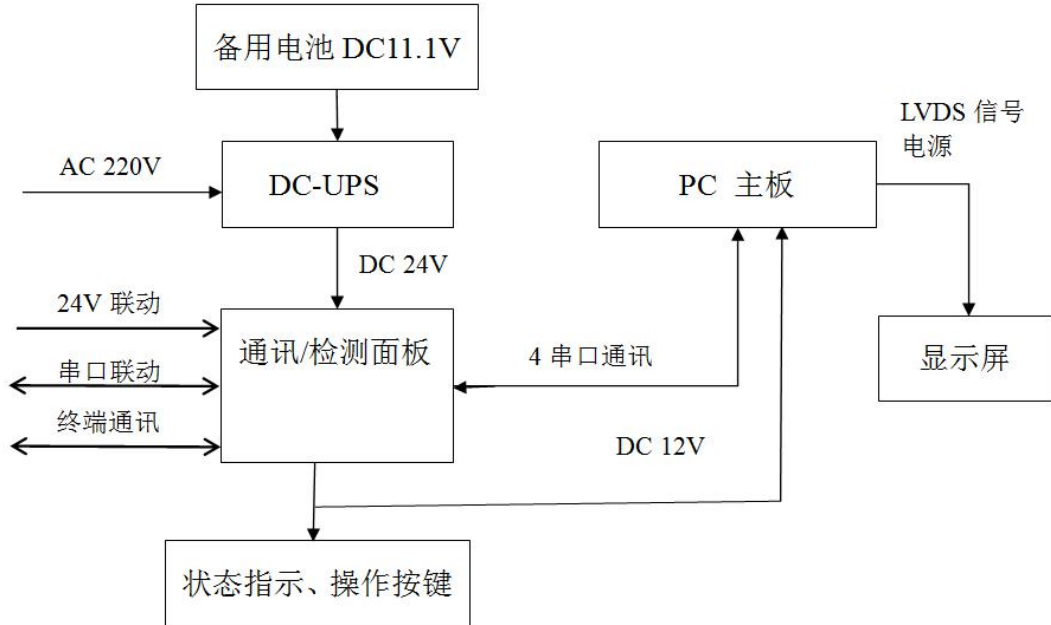 备用电池 DC11.1V
LVDS 信号
电源
AC 220V
DC-UPS
PC 主板
DC 24V
24V 联动
通讯/检测面板
4 串口通讯
显示屏
串口联动
终端通讯
DC 12V
状态指示、操作按键